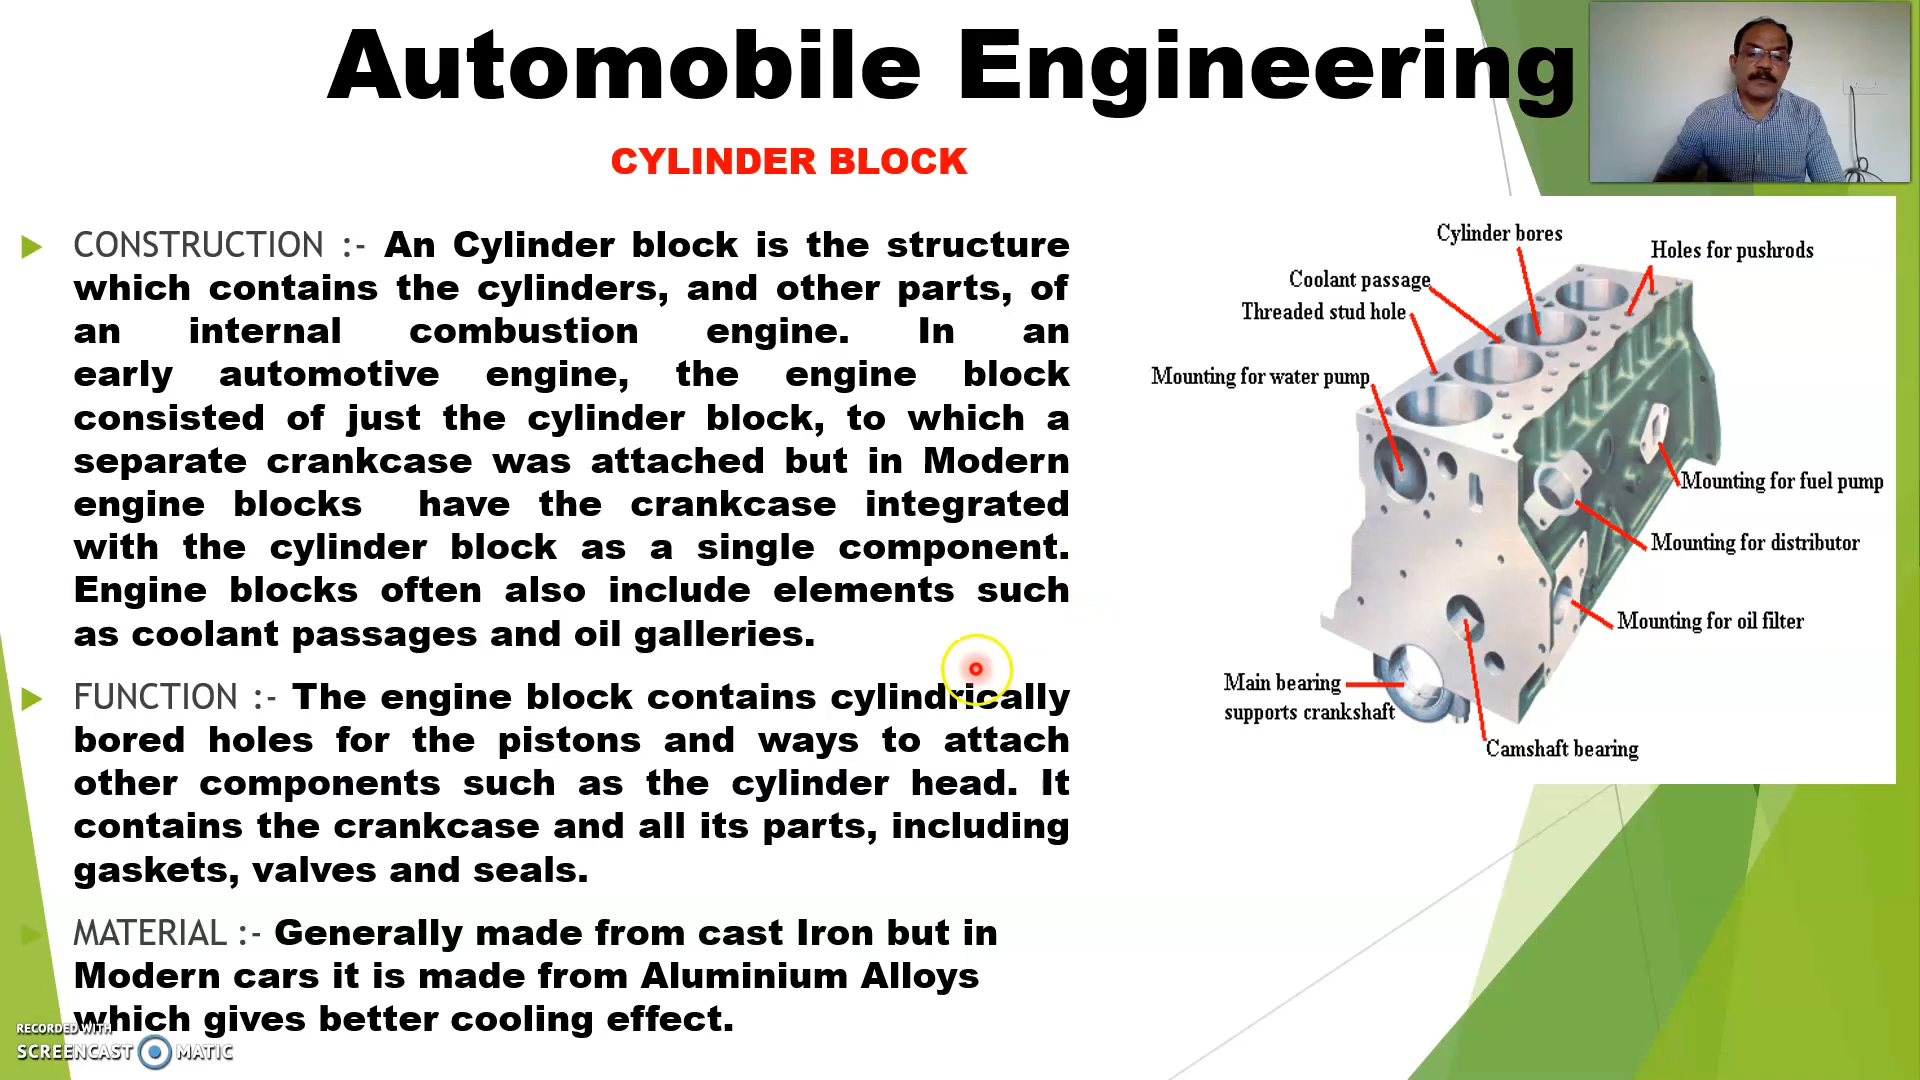 Automobile Engineering
CYLINDER BLOCK
CONSTRUCTION :- An Cylinder block is the structure
which contains the cylinders, and other parts, of
an internal combustion engine. In an
early automotive engine, the engine block
consisted of just the cylinder block, to which a
separate crankcase was attached but in Modern
engine blocks have the crankcase integrated
with the cylinder block as a single component.
Engine blocks often also include elements such
as coolant passages and oil galleries.
FUNCTION :- The engine block contains cylindrically
bored holes for the pistons and ways to attach
other components such as the cylinder head. It
contains the crankcase and all its parts, including
gaskets, valves and seals.
MATERIAL :- Generally made from cast Iron but in
Modern cars it is made from Aluminium Alloys
which gives better cooling effect.
Cylinder bores
Holes for pushrods
Coolant passage
Threaded stud hole
Mounting for water pump
Mounting for fuel pump
Mounting for distributor
Mounting for oil filter
Main bearing
supports crankshaft
Camshaft bearing
RECORDED WITH
SCREENCAST MATIC